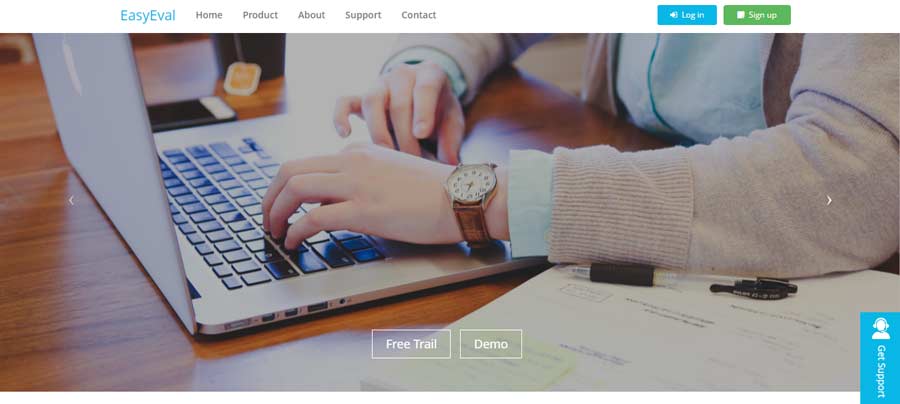 EasyEval Home Product About Support Contact Log in Sign up
Free Trail Demo
Get Support